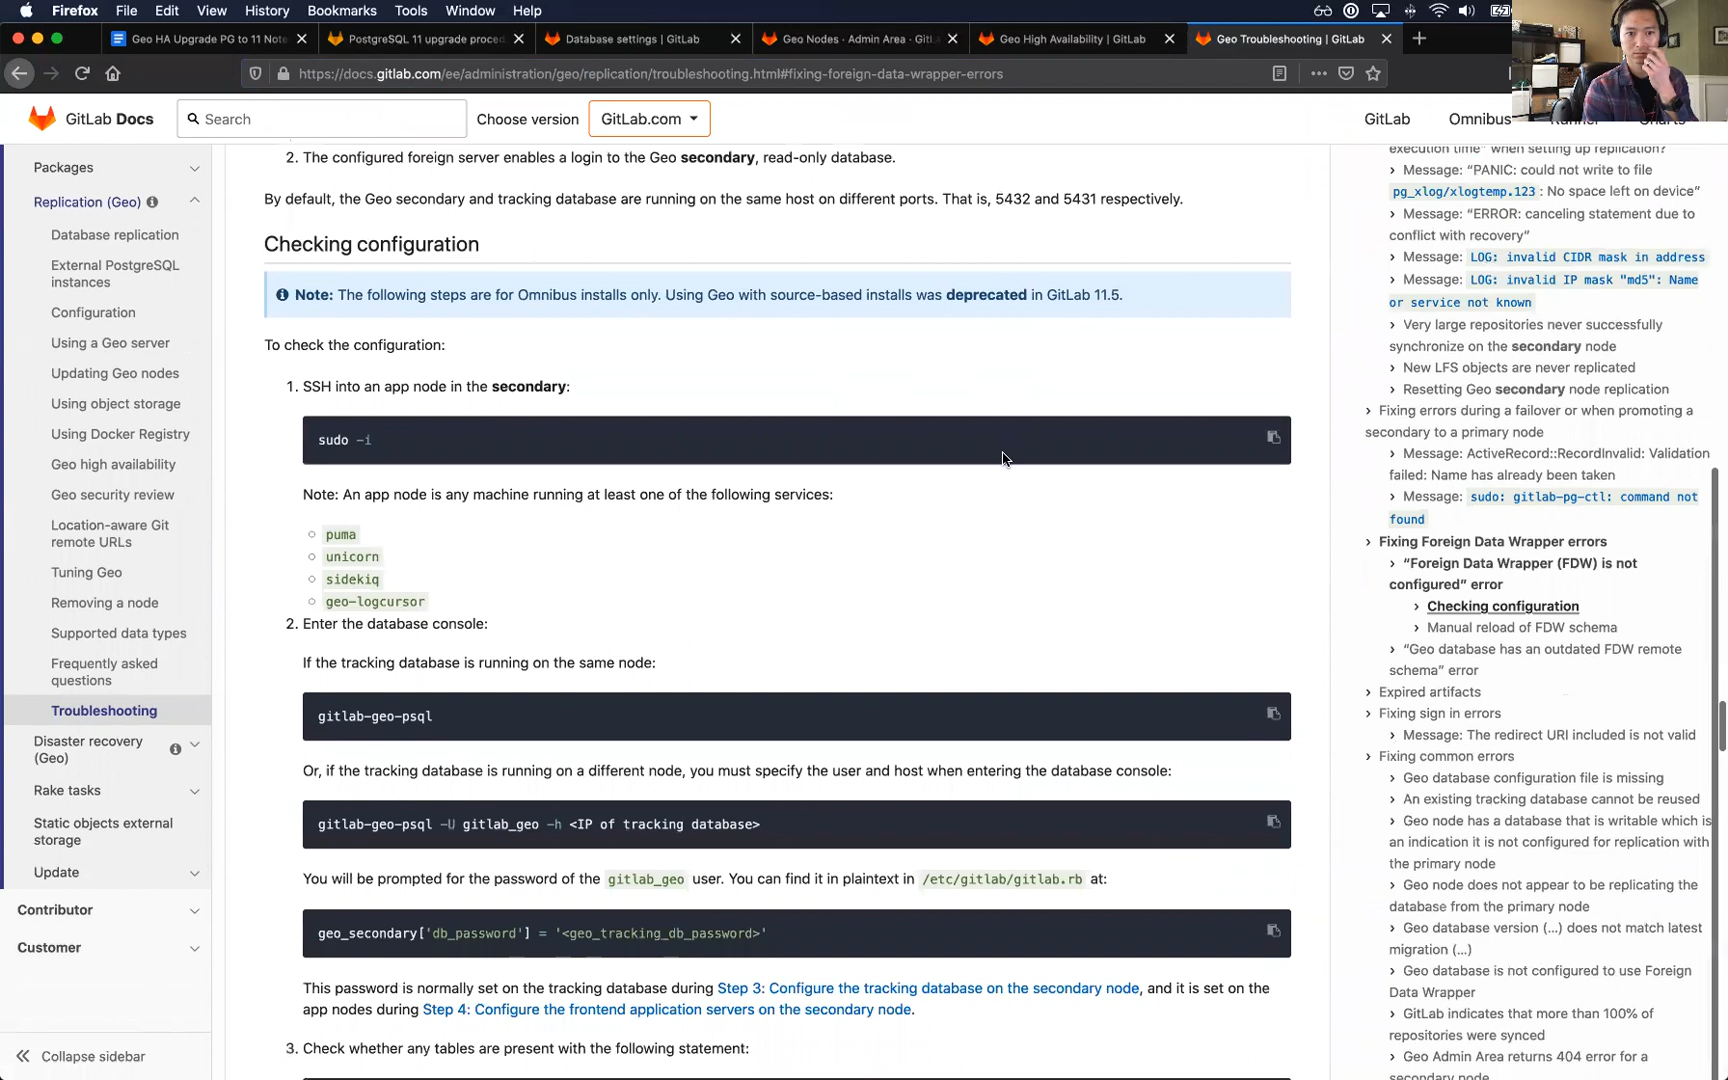 Firefox File Edit View History Bookmarks Tools Window Help
Geo HA Upgrade PG to 11 Note
PostgreSQL 11 upgrade proced
Database settings | GitLab
Geo Nodes · Admin Area · GitL
Geo High Availability | GitLab
Geo Troubleshooting | GitLab
https://docs.gitlab.com/ee/administration/geo/replication/troubleshooting.html#fixing-foreign-data-wrapper-errors
GitLab Docs
Search
Choose version
GitLab.com
GitLab
Omnibus
Packages
Replication (Geo)
Database replication
External PostgreSQL
instances
Configuration
Using a Geo server
Updating Geo nodes
Using object storage
Using Docker Registry
Geo high availability
Geo security review
Location-aware Git
remote URLs
Tuning Geo
Removing a node
Supported data types
Frequently asked
questions
Troubleshooting
Disaster recovery
(Geo)
Rake tasks
Static objects external
storage
Update
Contributor
Customer
Collapse sidebar
2. The configured foreign server enables a login to the Geo secondary, read-only database.
By default, the Geo secondary and tracking database are running on the same host on different ports. That is, 5432 and 5431 respectively.
Checking configuration
Note: The following steps are for Omnibus installs only. Using Geo with source-based installs was deprecated in GitLab 11.5.
To check the configuration:
1. SSH into an app node in the secondary:
sudo -i
Note: An app node is any machine running at least one of the following services:
puma
unicorn
sidekiq
geo-logcursor
2. Enter the database console:
If the tracking database is running on the same node:
gitlab-geo-psql
Or, if the tracking database is running on a different node, you must specify the user and host when entering the database console:
gitlab-geo-psql -U gitlab_geo -h <IP of tracking database>
You will be prompted for the password of the gitlab_geo user. You can find it in plaintext in /etc/gitlab/gitlab.rb at:
geo_secondary['db_password'] = '<geo_tracking_db_password>'
This password is normally set on the tracking database during Step 3: Configure the tracking database on the secondary node, and it is set on the
app nodes during Step 4: Configure the frontend application servers on the secondary node.
3. Check whether any tables are present with the following statement:
execution time" when setting up replication?
Message: “PANIC: could not write to file
pg_xlog/xlogtemp.123 : No space left on device”
Message: “ERROR: canceling statement due to
conflict with recovery”
Message: LOG: invalid CIDR mask in address
Message: LOG: invalid IP mask "md5": Name
or service not known
Very large repositories never successfully
synchronize on the secondary node
New LFS objects are never replicated
Resetting Geo secondary node replication
Fixing errors during a failover or when promoting a
secondary to a primary node
Message: ActiveRecord::RecordInvalid: Validation
failed: Name has already been taken
Message: sudo: gitlab-pg-ctl: command not
found
Fixing Foreign Data Wrapper errors
“Foreign Data Wrapper (FDW) is not
configured” error
Checking configuration
Manual reload of FDW schema
“Geo database has an outdated FDW remote
schema” error
Expired artifacts
Fixing sign in errors
Message: The redirect URI included is not valid
Fixing common errors
Geo database configuration file is missing
An existing tracking database cannot be reused
Geo node has a database that is writable which is
an indication it is not configured for replication with
the primary node
Geo node does not appear to be replicating the
database from the primary node
Geo database version (…) does not match latest
migration (…)
Geo database is not configured to use Foreign
Data Wrapper
GitLab indicates that more than 100% of
repositories were synced
Geo Admin Area returns 404 error for a
secondary node